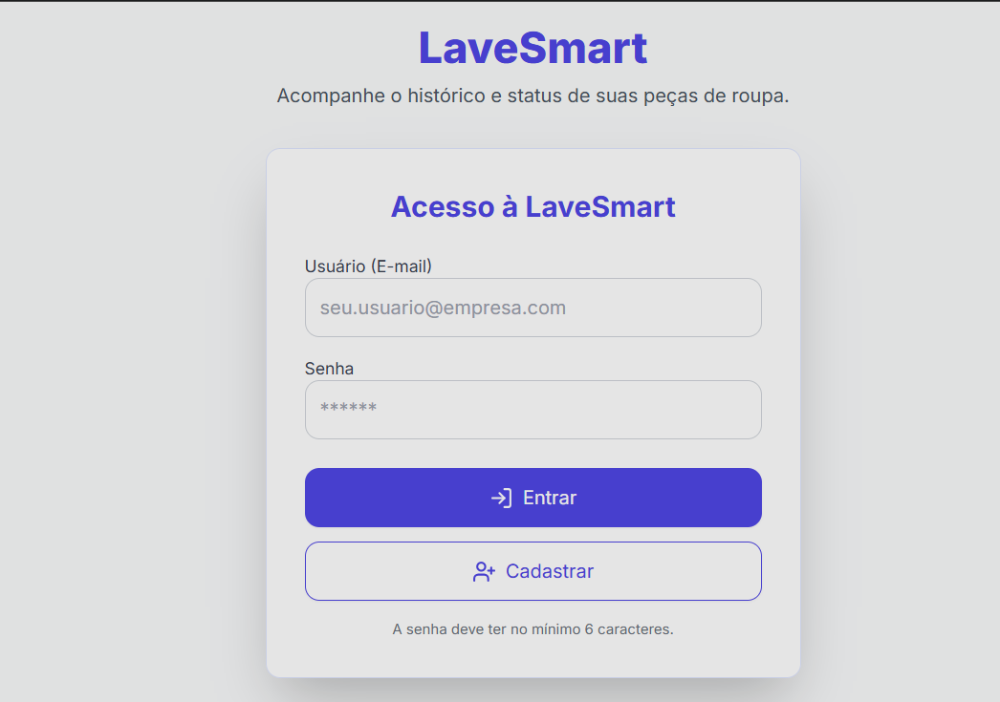 LaveSmart
Acompanhe o histórico e status de suas peças de roupa.
Acesso à LaveSmart
Usuário (E-mail)
seu.usuario@empresa.com
Senha
******
Entrar
Cadastrar
A senha deve ter no mínimo 6 caracteres.